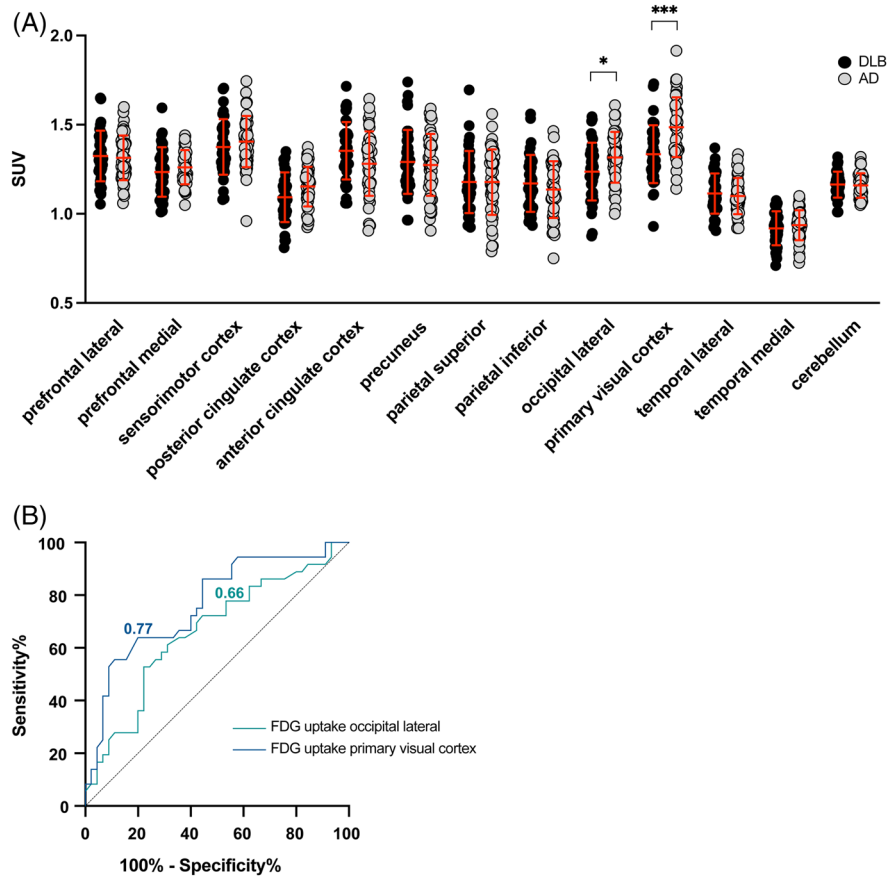 (A)
***
*
DLB
AD
2.0
1.5
1.0
0.5
SUV
prefrontal lateral
prefrontal medial
sensorimotor cortex
posterior cingulate cortex
anterior cingulate cortex
precuneus
parietal superior
parietal inferior
occipital lateral
primary visual cortex
temporal lateral
temporal medial
cerebellum
(B)
100
80
60
40
20
0
Sensitivity%
0.77
0.66
FDG uptake occipital lateral
FDG uptake primary visual cortex
0 20 40 60 80 100
100% - Specificity%